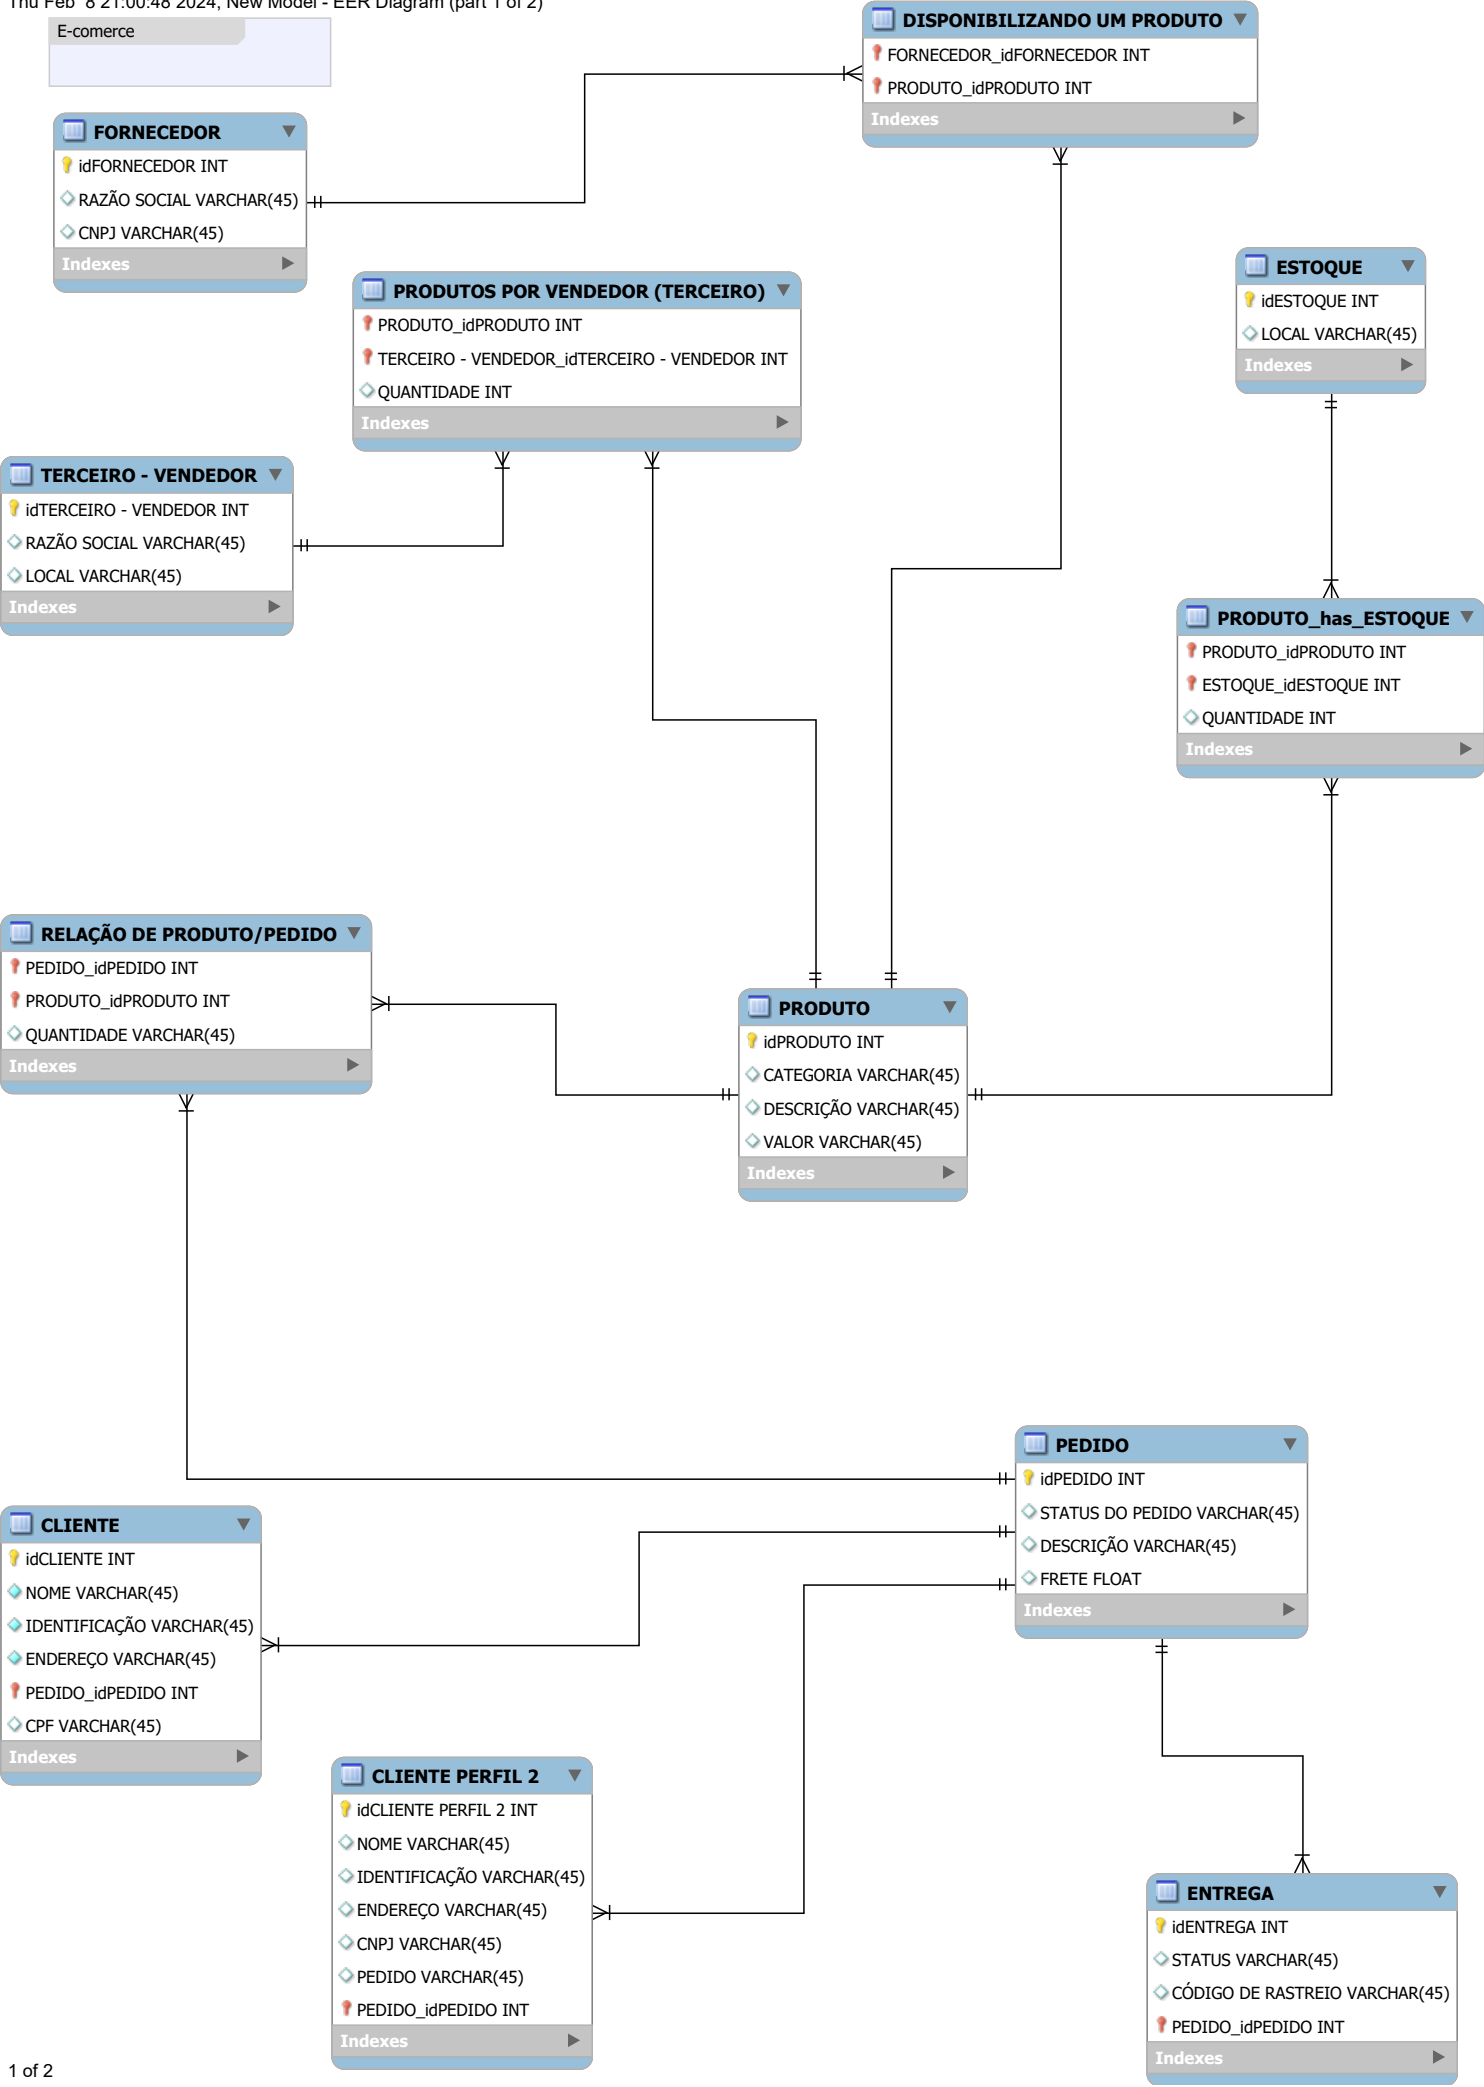 Thu Feb 8 21:00:48 2024, New Model - EER Diagram (part 1 of 2)
E-comerce
DISPONIBILIZANDO UM PRODUTO
FORNECEDOR_idFORNECEDOR INT
PRODUTO_idPRODUTO INT
Indexes
FORNECEDOR
idFORNECEDOR INT
RAZÃO SOCIAL VARCHAR(45)
CNPJ VARCHAR(45)
Indexes
PRODUTOS POR VENDEDOR (TERCEIRO)
PRODUTO_idPRODUTO INT
TERCEIRO - VENDEDOR_idTERCEIRO - VENDEDOR INT
QUANTIDADE INT
Indexes
ESTOQUE
idESTOQUE INT
LOCAL VARCHAR(45)
Indexes
TERCEIRO - VENDEDOR
idTERCEIRO - VENDEDOR INT
RAZÃO SOCIAL VARCHAR(45)
LOCAL VARCHAR(45)
Indexes
PRODUTO_has_ESTOQUE
PRODUTO_idPRODUTO INT
ESTOQUE_idESTOQUE INT
QUANTIDADE INT
Indexes
RELAÇÃO DE PRODUTO/PEDIDO
PEDIDO_idPEDIDO INT
PRODUTO_idPRODUTO INT
QUANTIDADE VARCHAR(45)
Indexes
PRODUTO
idPRODUTO INT
CATEGORIA VARCHAR(45)
DESCRIÇÃO VARCHAR(45)
VALOR VARCHAR(45)
Indexes
PEDIDO
idPEDIDO INT
STATUS DO PEDIDO VARCHAR(45)
DESCRIÇÃO VARCHAR(45)
FRETE FLOAT
Indexes
CLIENTE
idCLIENTE INT
NOME VARCHAR(45)
IDENTIFICAÇÃO VARCHAR(45)
ENDEREÇO VARCHAR(45)
PEDIDO_idPEDIDO INT
CPF VARCHAR(45)
Indexes
CLIENTE PERFIL 2
idCLIENTE PERFIL 2 INT
NOME VARCHAR(45)
IDENTIFICAÇÃO VARCHAR(45)
ENDEREÇO VARCHAR(45)
CNPJ VARCHAR(45)
PEDIDO VARCHAR(45)
PEDIDO_idPEDIDO INT
Indexes
ENTREGA
idENTREGA INT
STATUS VARCHAR(45)
CÓDIGO DE RASTREIO VARCHAR(45)
PEDIDO_idPEDIDO INT
Indexes
1 of 2